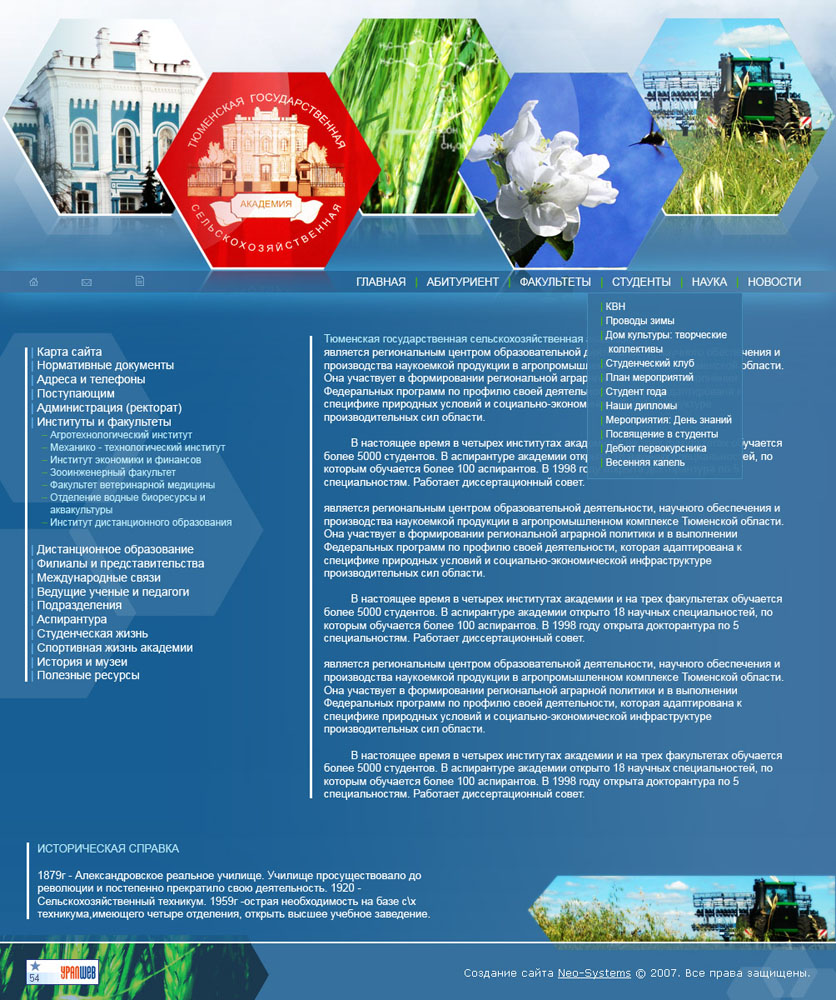 ТЮМЕНСКАЯ ГОСУДАРСТВЕННАЯ
АКАДЕМИЯ
СЕЛЬСКОХОЗЯЙСТВЕННАЯ
ГЛАВНАЯ | АБИТУРИЕНТ | ФАКУЛЬТЕТЫ | СТУДЕНТЫ | НАУКА | НОВОСТИ
КВН
Проводы зимы
Дом культуры: творческие
коллективы
Студенческий клуб
План мероприятий
Студент года
Наши дипломы
Мероприятия: День знаний
Посвящение в студенты
Дебют первокурсника
Весенняя капель
Карта сайта
Нормативные документы
Адреса и телефоны
Поступающим
Администрация (ректорат)
Институты и факультеты
– Агротехнологический институт
– Механико - технологический институт
– Институт экономики и финансов
– Зооинженерный факультет
– Факультет ветеринарной медицины
– Отделение водные биоресурсы и
аквакультуры
– Институт дистанционного образования
Дистанционное образование
Филиалы и представительства
Международные связи
Ведущие ученые и педагоги
Подразделения
Аспирантура
Студенческая жизнь
Спортивная жизнь академии
История и музеи
Полезные ресурсы
Тюменская государственная сельскохозяйственная
является региональным центром образовательной обеспечения и
производства наукоемкой продукции в агропромышленном области.
Она участвует в формировании региональной аграрной
Федеральных программ по профилю своей деятельности
специфике природных условий и социально-экономической
производительных сил области.
В настоящее время в четырех институтах академии обучается
более 5000 студентов. В аспирантуре академии открыто по
которым обучается более 100 аспирантов. В 1998 году
специальностям. Работает диссертационный совет.
является региональным центром образовательной деятельности, научного обеспечения и
производства наукоемкой продукции в агропромышленном комплексе Тюменской области.
Она участвует в формировании региональной аграрной политики и в выполнении
Федеральных программ по профилю своей деятельности, которая адаптирована к
специфике природных условий и социально-экономической инфраструктуре
производительных сил области.
В настоящее время в четырех институтах академии и на трех факультетах обучается
более 5000 студентов. В аспирантуре академии открыто 18 научных специальностей, по
которым обучается более 100 аспирантов. В 1998 году открыта докторантура по 5
специальностям. Работает диссертационный совет.
является региональным центром образовательной деятельности, научного обеспечения и
производства наукоемкой продукции в агропромышленном комплексе Тюменской области.
Она участвует в формировании региональной аграрной политики и в выполнении
Федеральных программ по профилю своей деятельности, которая адаптирована к
специфике природных условий и социально-экономической инфраструктуре
производительных сил области.
В настоящее время в четырех институтах академии и на трех факультетах обучается
более 5000 студентов. В аспирантуре академии открыто 18 научных специальностей, по
которым обучается более 100 аспирантов. В 1998 году открыта докторантура по 5
специальностям. Работает диссертационный совет.
ИСТОРИЧЕСКАЯ СПРАВКА
1879г - Александровское реальное училище. Училище просуществовало до
революции и постепенно прекратило свою деятельность. 1920 -
Сельскохозяйственный техникум. 1959г -острая необходимость на базе с\х
техникума,имеющего четыре отделения, открыть высшее учебное заведение.
54 УРАЛWEB
Создание сайта Neo-Systems © 2007. Все права защищены.